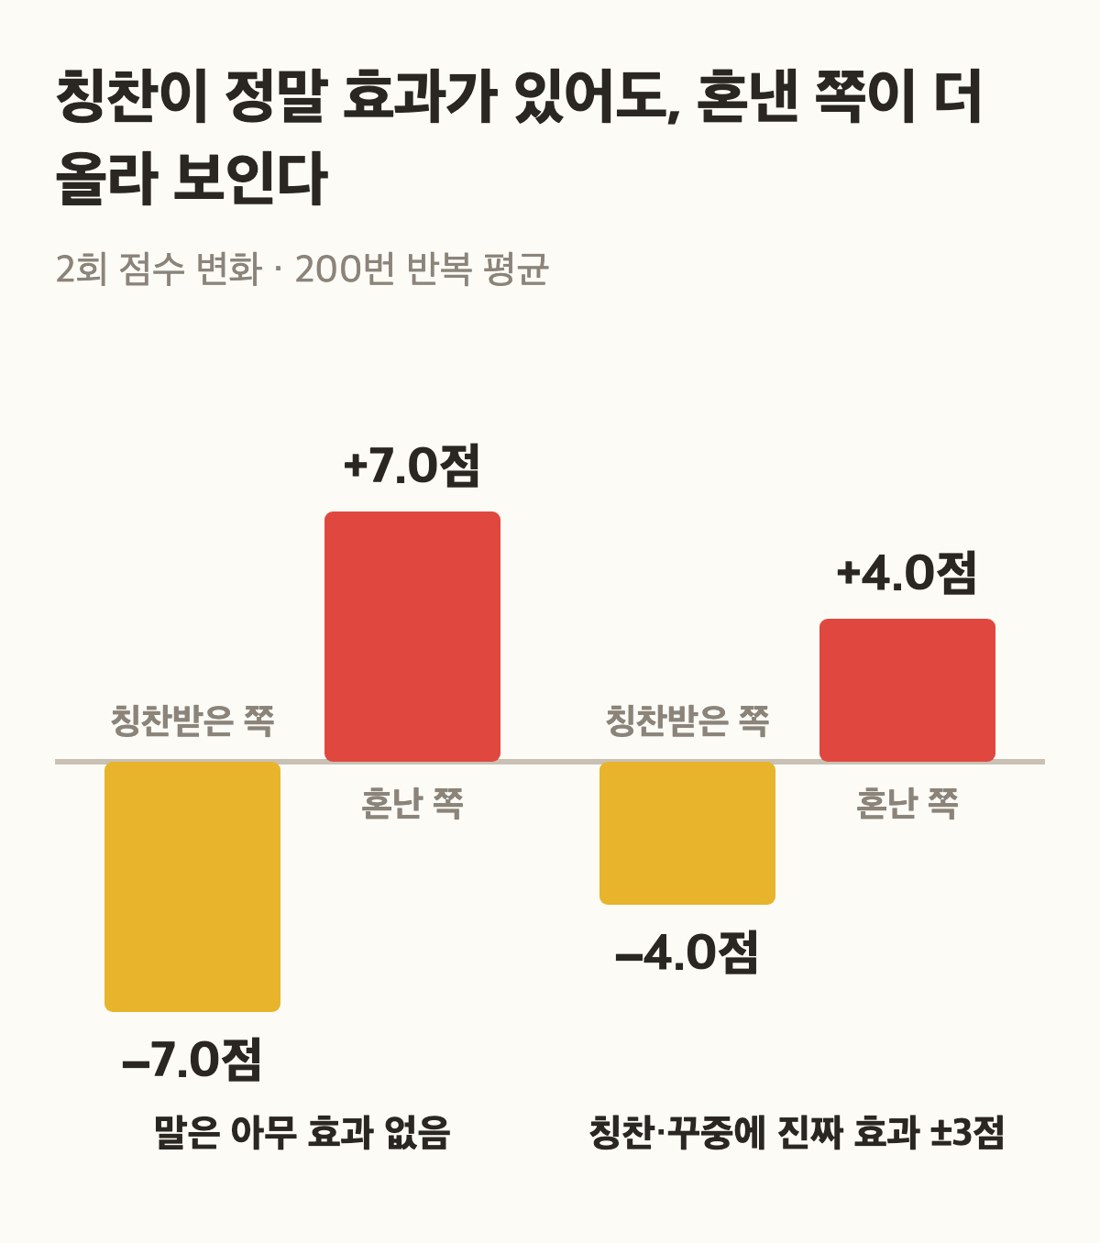 칭찬이 정말 효과가 있어도, 혼낸 쪽이 더
올라 보인다
2회 점수 변화 · 200번 반복 평균
+7.0점
+4.0점
칭찬받은 쪽
칭찬받은 쪽
혼난 쪽
혼난 쪽
–4.0점
–7.0점
말은 아무 효과 없음
칭찬·꾸중에 진짜 효과 ±3점